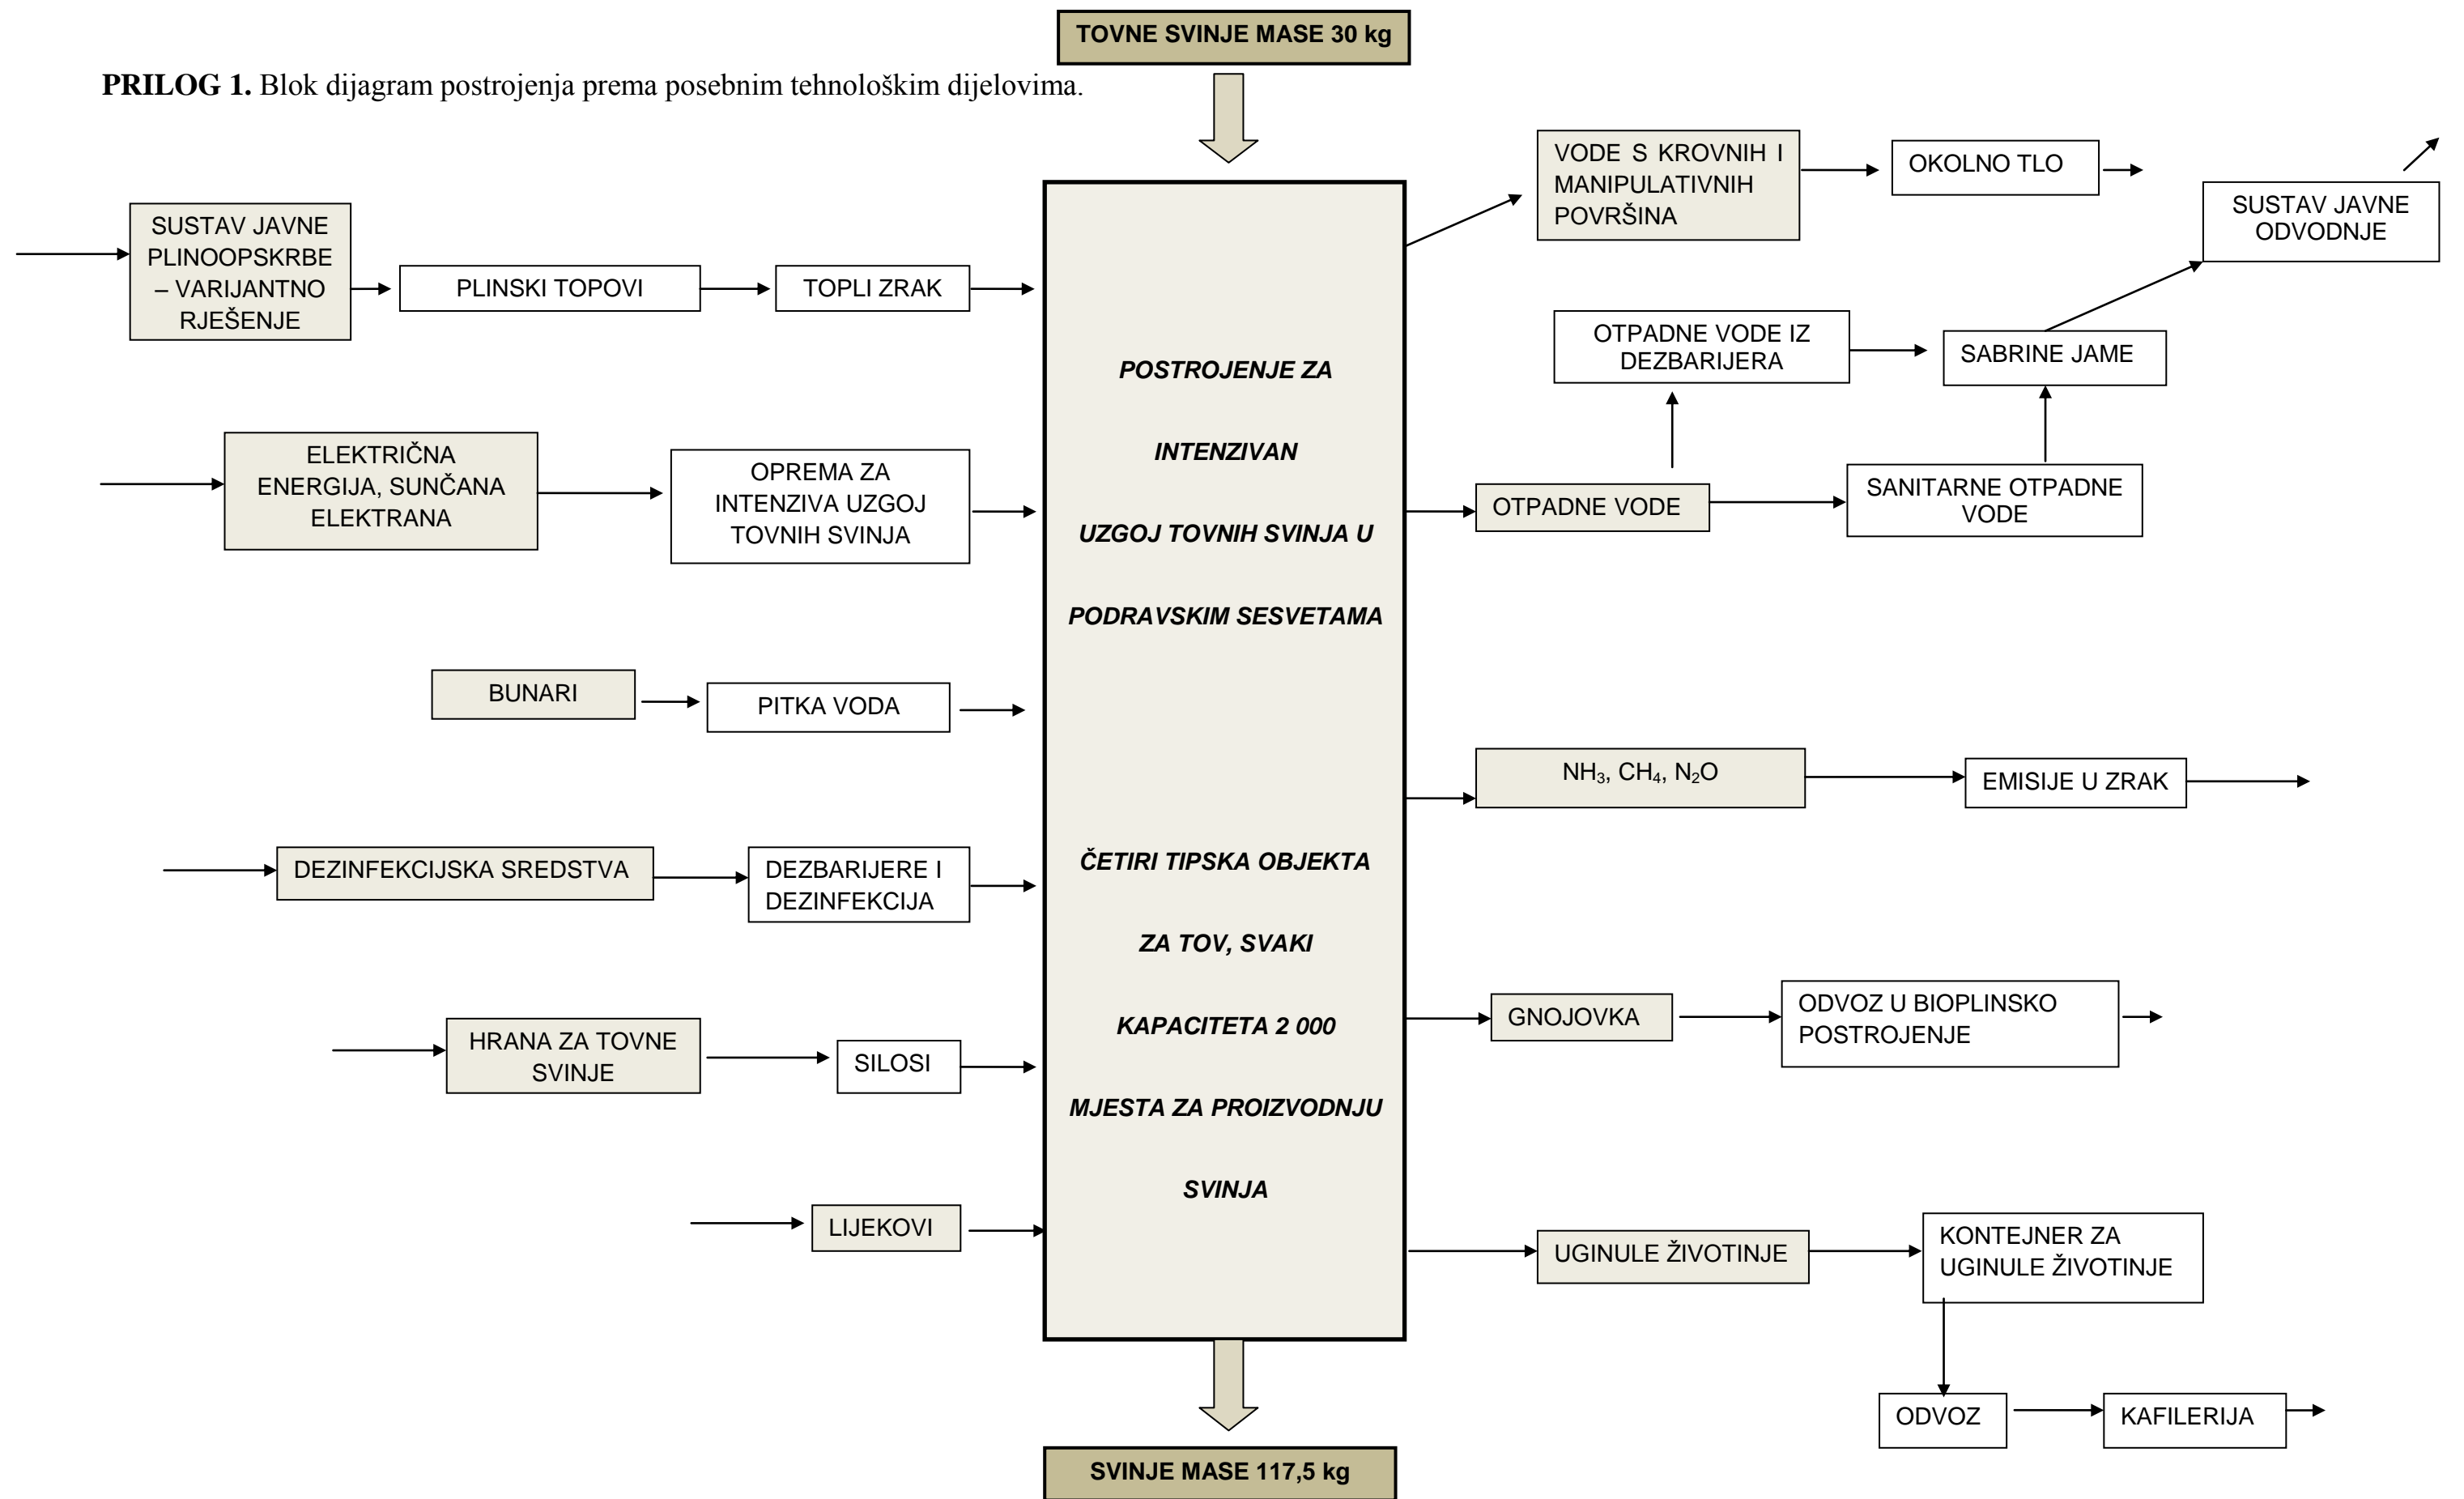 TOVNE SVINJE MASE 30 kg
PRILOG 1. Blok dijagram postrojenja prema posebnim tehnološkim dijelovima.
SUSTAV JAVNE
PLINOOPSKRBE
– VARIJANTNO
RJEŠENJE
PLINSKI TOPOVI
TOPLI ZRAK
ELEKTRIČNA
ENERGIJA, SUNČANA
ELEKTRANA
OPREMA ZA
INTENZIVA UZGOJ
TOVNIH SVINJA
BUNARI
PITKA VODA
DEZINFEKCIJSKA SREDSTVA
DEZBARIJERE I
DEZINFEKCIJA
HRANA ZA TOVNE
SVINJE
SILOSI
LIJEKOVI
POSTROJENJE ZA
INTENZIVAN
UZGOJ TOVNIH SVINJA U
PODRAVSKIM SESVETAMA
ČETIRI TIPSKA OBJEKTA
ZA TOV, SVAKI
KAPACITETA 2 000
MJESTA ZA PROIZVODNJU
SVINJA
VODE S KROVNIH I
MANIPULATIVNIH
POVRŠINA
OKOLNO TLO
SUSTAV JAVNE
ODVODNJE
OTPADNE VODE IZ
DEZBARIJERA
SABRINE JAME
OTPADNE VODE
SANITARNE OTPADNE
VODE
NH₃, CH₄, N₂O
EMISIJE U ZRAK
GNOJOVKA
ODVOZ U BIOPLINSKO
POSTROJENJE
UGINULE ŽIVOTINJE
KONTEJNER ZA
UGINULE ŽIVOTINJE
ODVOZ
KAFILERIJA
SVINJE MASE 117,5 kg